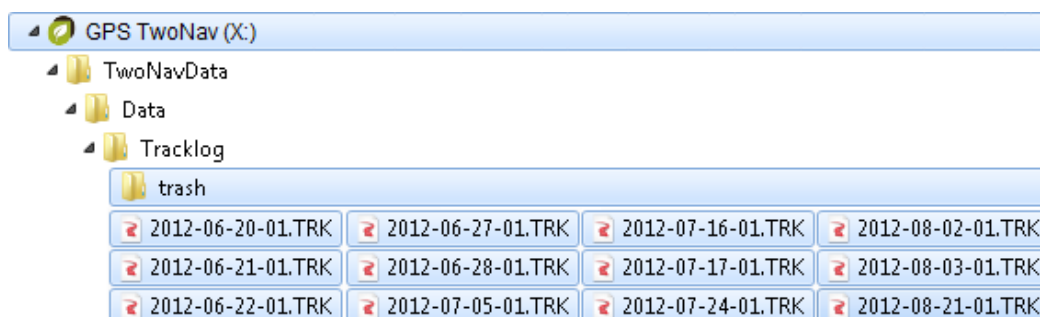 GPS TwoNav (X:)
TwoNavData
Data
Tracklog
trash
2012-06-20-01.TRK 2012-06-27-01.TRK 2012-07-16-01.TRK 2012-08-02-01.TRK
2012-06-21-01.TRK 2012-06-28-01.TRK 2012-07-17-01.TRK 2012-08-03-01.TRK
2012-06-22-01.TRK 2012-07-05-01.TRK 2012-07-24-01.TRK 2012-08-21-01.TRK